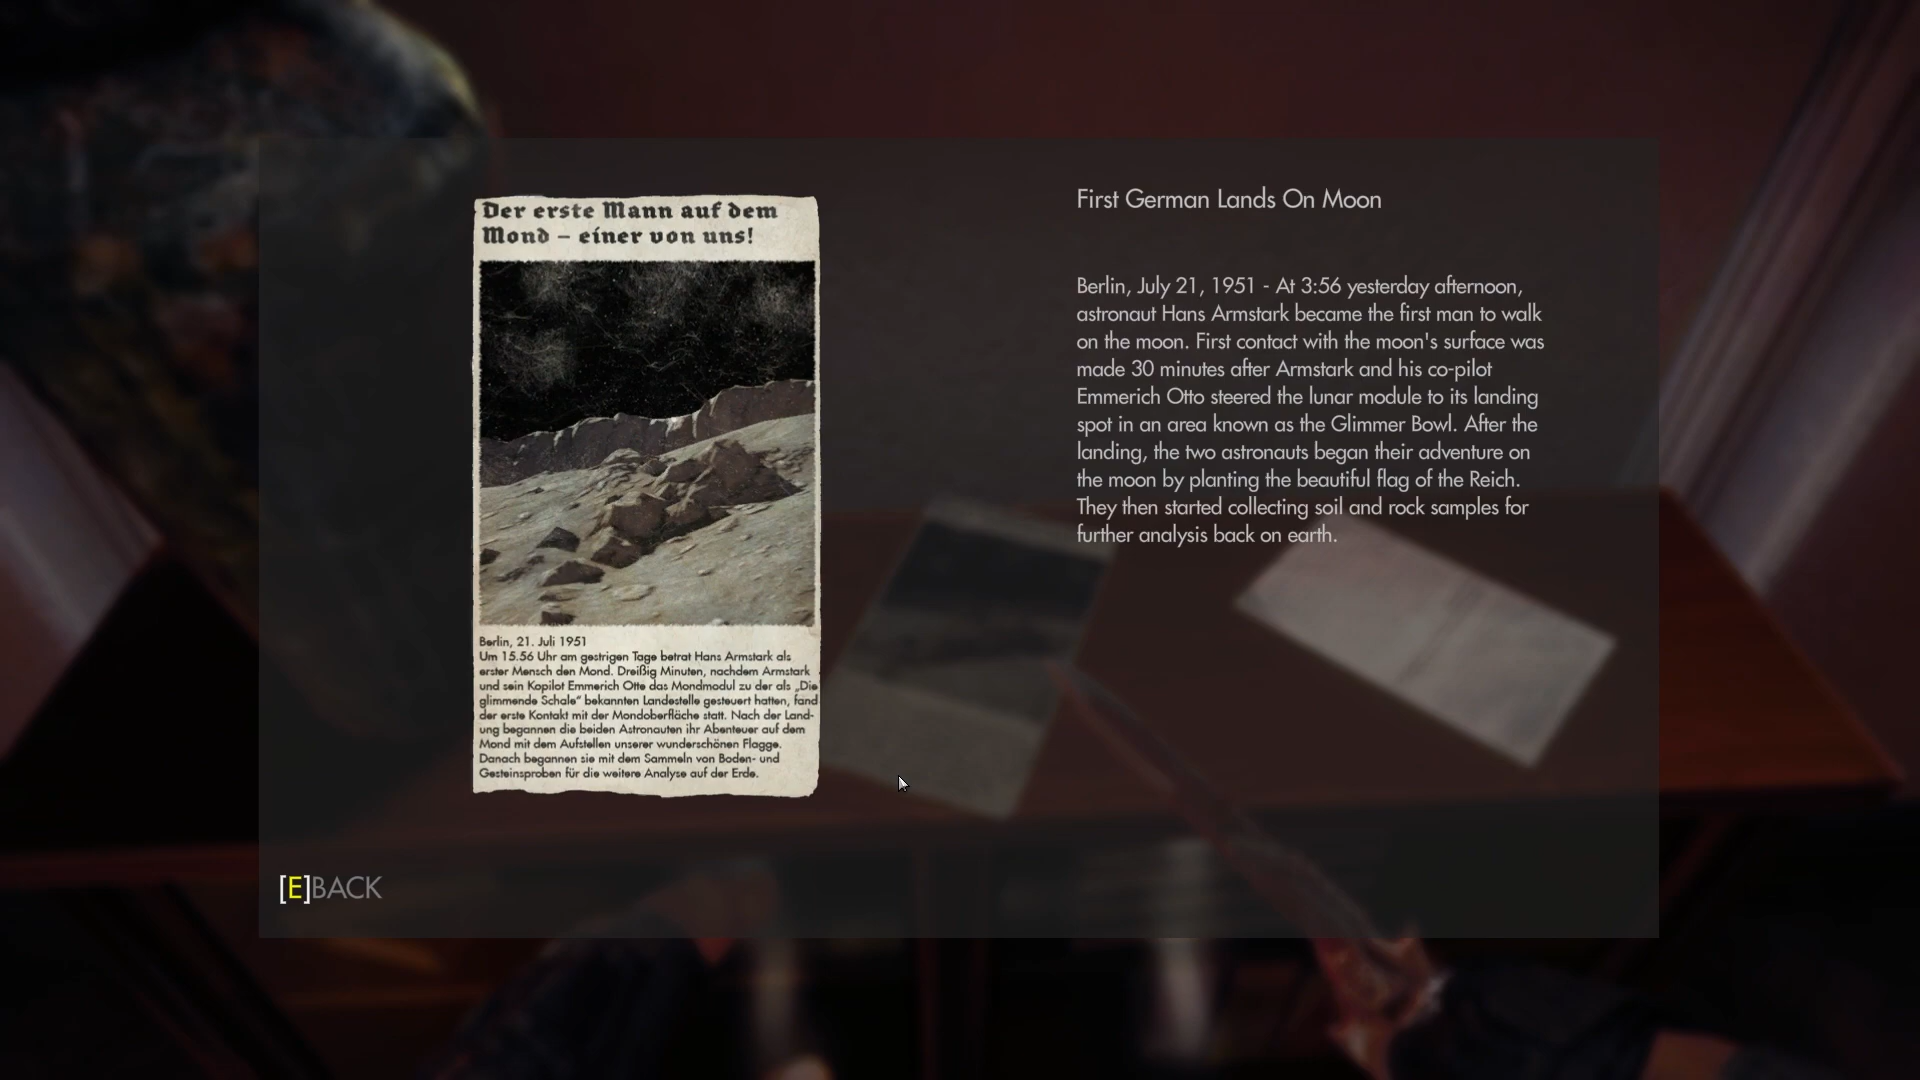 Der erste Mann auf dem
Mond – einer von uns!
Berlin, 21. Juli 1951
Um 15.56 Uhr am gestrigen Tage betrat Hans Armstark als
erster Mensch den Mond. Dreißig Minuten, nachdem Armstark
und sein Kopilot Emmerich Otto das Mondmodul zu der als „Die
glimmende Schale“ bekannten Landestelle gesteuert hatten, fand
der erste Kontakt mit der Mondoberfläche statt. Nach der Land-
ung begannen die beiden Astronauten ihr Abenteuer auf dem
Mond mit dem Aufstellen unserer wunderschönen Flagge.
Danach begannen sie mit dem Sammeln von Boden- und
Gesteinsproben für die weitere Analyse auf der Erde.
First German Lands On Moon
Berlin, July 21, 1951 - At 3:56 yesterday afternoon,
astronaut Hans Armstark became the first man to walk
on the moon. First contact with the moon's surface was
made 30 minutes after Armstark and his co-pilot
Emmerich Otto steered the lunar module to its landing
spot in an area known as the Glimmer Bowl. After the
landing, the two astronauts began their adventure on
the moon by planting the beautiful flag of the Reich.
They then started collecting soil and rock samples for
further analysis back on earth.
[E]BACK